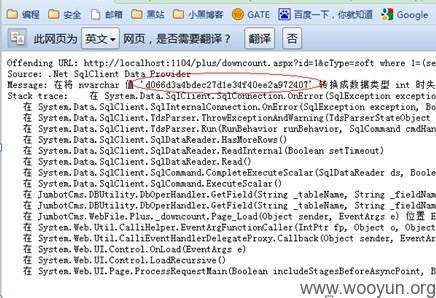 安全 编程 邮箱 黑站 小黑博客 GATE 百度一下，你就知道 Google
此网页为 英文 网页，是否需要翻译？ 翻译 否
Offending URL: http://localhost:1104/plus/downcount.aspx?id=1&cType=soft where 1=(se
Source: .Net SqlClient Data Provider
Message: 在将 nvarchar 值 'd066d3a4bdec27d1e34f40ee2a972407' 转换成数据类型 int 时失
Stack trace: 在 System.Data.SqlClient.SqlConnection.OnError(SqlException exception,
在 System.Data.SqlClient.SqlInternalConnection.OnError(SqlException exception, Bo
在 System.Data.SqlClient.TdsParser.ThrowExceptionAndWarning(TdsParserStateObject
在 System.Data.SqlClient.TdsParser.Run(RunBehavior runBehavior, SqlCommand cmdHan
在 System.Data.SqlClient.SqlDataReader.HasMoreRows()
在 System.Data.SqlClient.SqlDataReader.ReadInternal(Boolean setTimeout)
在 System.Data.SqlClient.SqlDataReader.Read()
在 System.Data.SqlClient.SqlCommand.CompleteExecuteScalar(SqlDataReader ds, Boole
在 System.Data.SqlClient.SqlCommand.ExecuteScalar()
在 JumbotCms.DBUtility.DbOperHandler.GetField(String _tableName, String _fieldNam
在 JumbotCms.DBUtility.DbOperHandler.GetField(String _tableName, String _fieldNam
在 JumbotCms.WebFile.Plus._downcount.Page_Load(Object sender, EventArgs e) 位置 E
在 System.Web.Util.CalliHelper.EventArgFunctionCaller(IntPtr fp, Object o, Object
在 System.Web.Util.CalliEventHandlerDelegateProxy.Callback(Object sender, EventAr
在 System.Web.UI.Control.OnLoad(EventArgs e)
在 System.Web.UI.Control.LoadRecursive()
在 System.Web.UI.Page.ProcessRequestMain(Boolean includeStagesBeforeAsyncPoint, B
www.wooyun.org